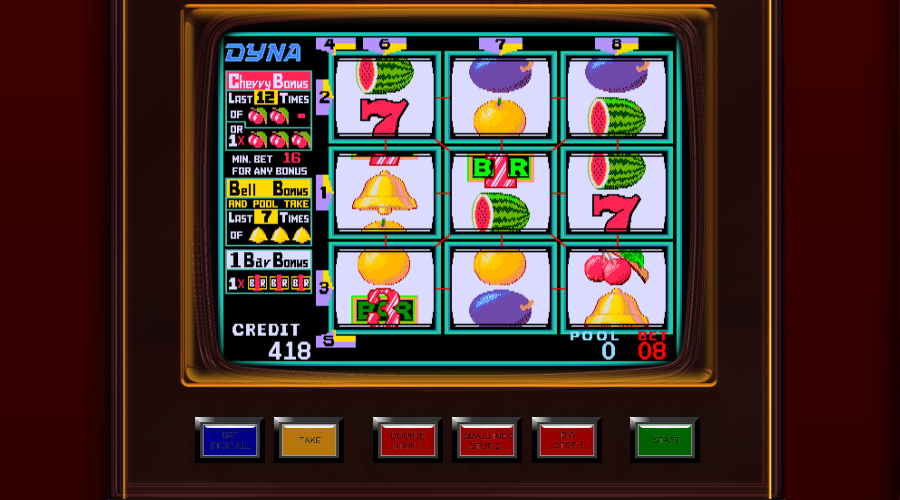 DYNA
4
6
7
8
Cherry Bonus
LAST 12 TIMES
OF
OR
1X
MIN. BET 16
FOR ANY BONUS
2
7
Bell Bonus
AND POOL TAKE
LAST 7 TIMES
OF
1
B R
7
1 Bar Bonus
1X B R B R B R
3
B R
CREDIT
418
5
POOL
0
BET
08
TAKE
START